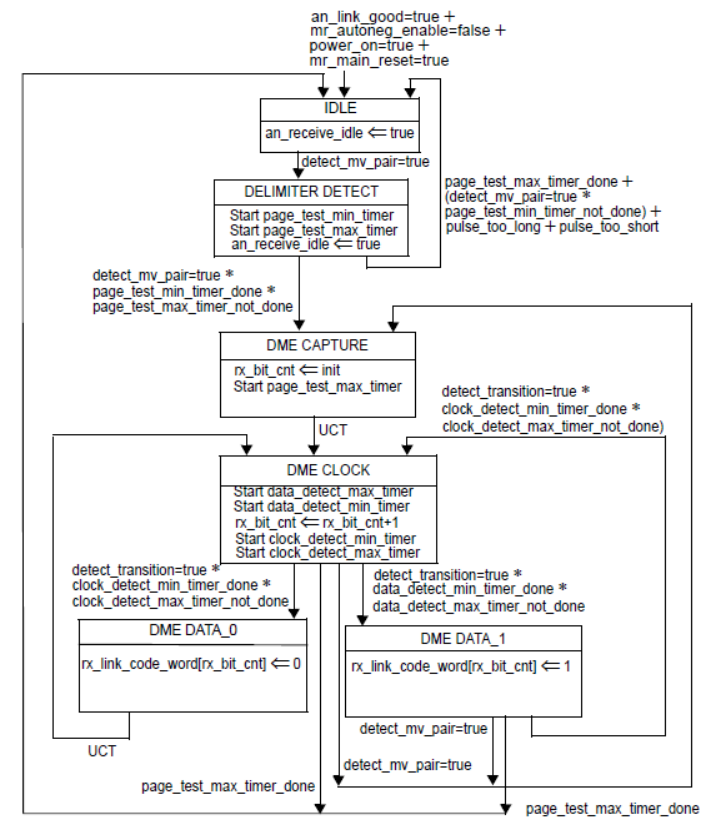 an_link_good=true +
mr_autoneg_enable=false +
power_on=true +
mr_main_reset=true
IDLE
an_receive_idle ⇐ true
detect_mv_pair=true
DELIMITER DETECT
Start page_test_min_timer
Start page_test_max_timer
an_receive_idle ⇐ true
page_test_max_timer_done +
(detect_mv_pair=true *
page_test_min_timer_not_done) +
pulse_too_long + pulse_too_short
detect_mv_pair=true *
page_test_min_timer_done *
page_test_max_timer_not_done
DME CAPTURE
rx_bit_cnt ⇐ init
Start page_test_max_timer
detect_transition=true *
clock_detect_min_timer_done *
clock_detect_max_timer_not_done)
UCT
DME CLOCK
Start data_detect_max_timer
Start data_detect_min_timer
rx_bit_cnt ⇐ rx_bit_cnt+1
Start clock_detect_min_timer
Start clock_detect_max_timer
detect_transition=true *
clock_detect_min_timer_done *
clock_detect_max_timer_not_done
detect_transition=true *
data_detect_min_timer_done *
data_detect_max_timer_not_done
DME DATA_0
rx_link_code_word[rx_bit_cnt] ⇐ 0
DME DATA_1
rx_link_code_word[rx_bit_cnt] ⇐ 1
UCT
detect_mv_pair=true
detect_mv_pair=true
page_test_max_timer_done
page_test_max_timer_done